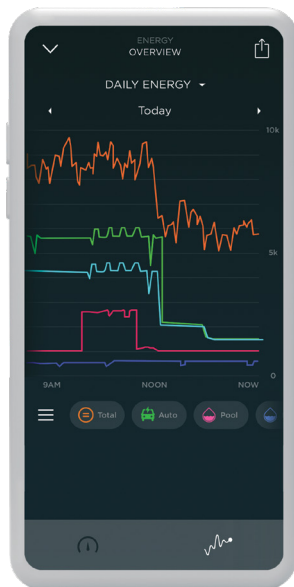 ENERGY
OVERVIEW
DAILY ENERGY
Today
10k
5k
0
9AM NOON NOW
Total Auto Pool